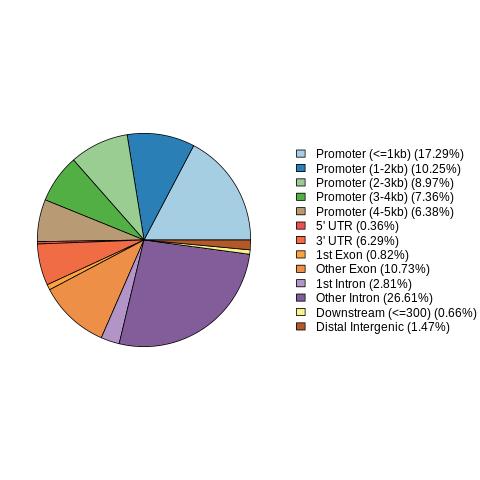 Promoter (<=1kb) (17.29%)
Promoter (1-2kb) (10.25%)
Promoter (2-3kb) (8.97%)
Promoter (3-4kb) (7.36%)
Promoter (4-5kb) (6.38%)
5' UTR (0.36%)
3' UTR (6.29%)
1st Exon (0.82%)
Other Exon (10.73%)
1st Intron (2.81%)
Other Intron (26.61%)
Downstream (<=300) (0.66%)
Distal Intergenic (1.47%)